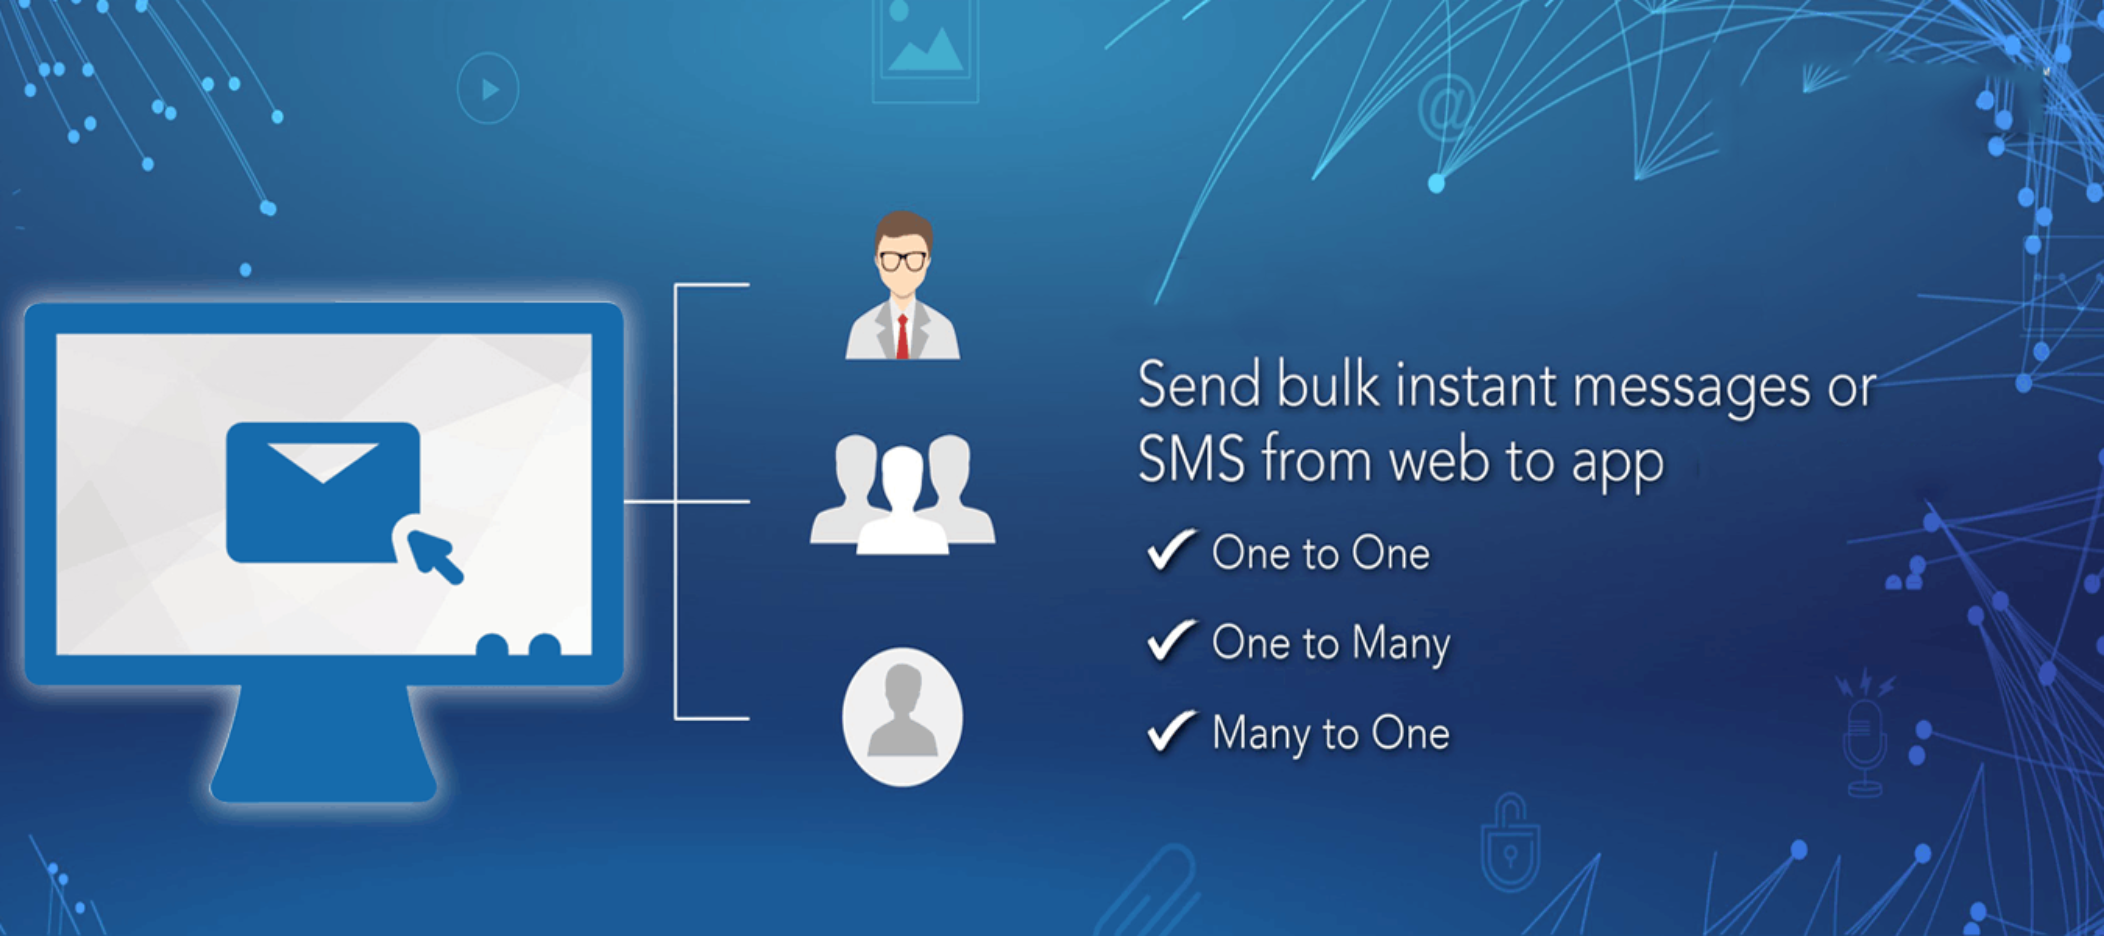 @
Send bulk instant messages or
SMS from web to app
One to One
One to Many
Many to One